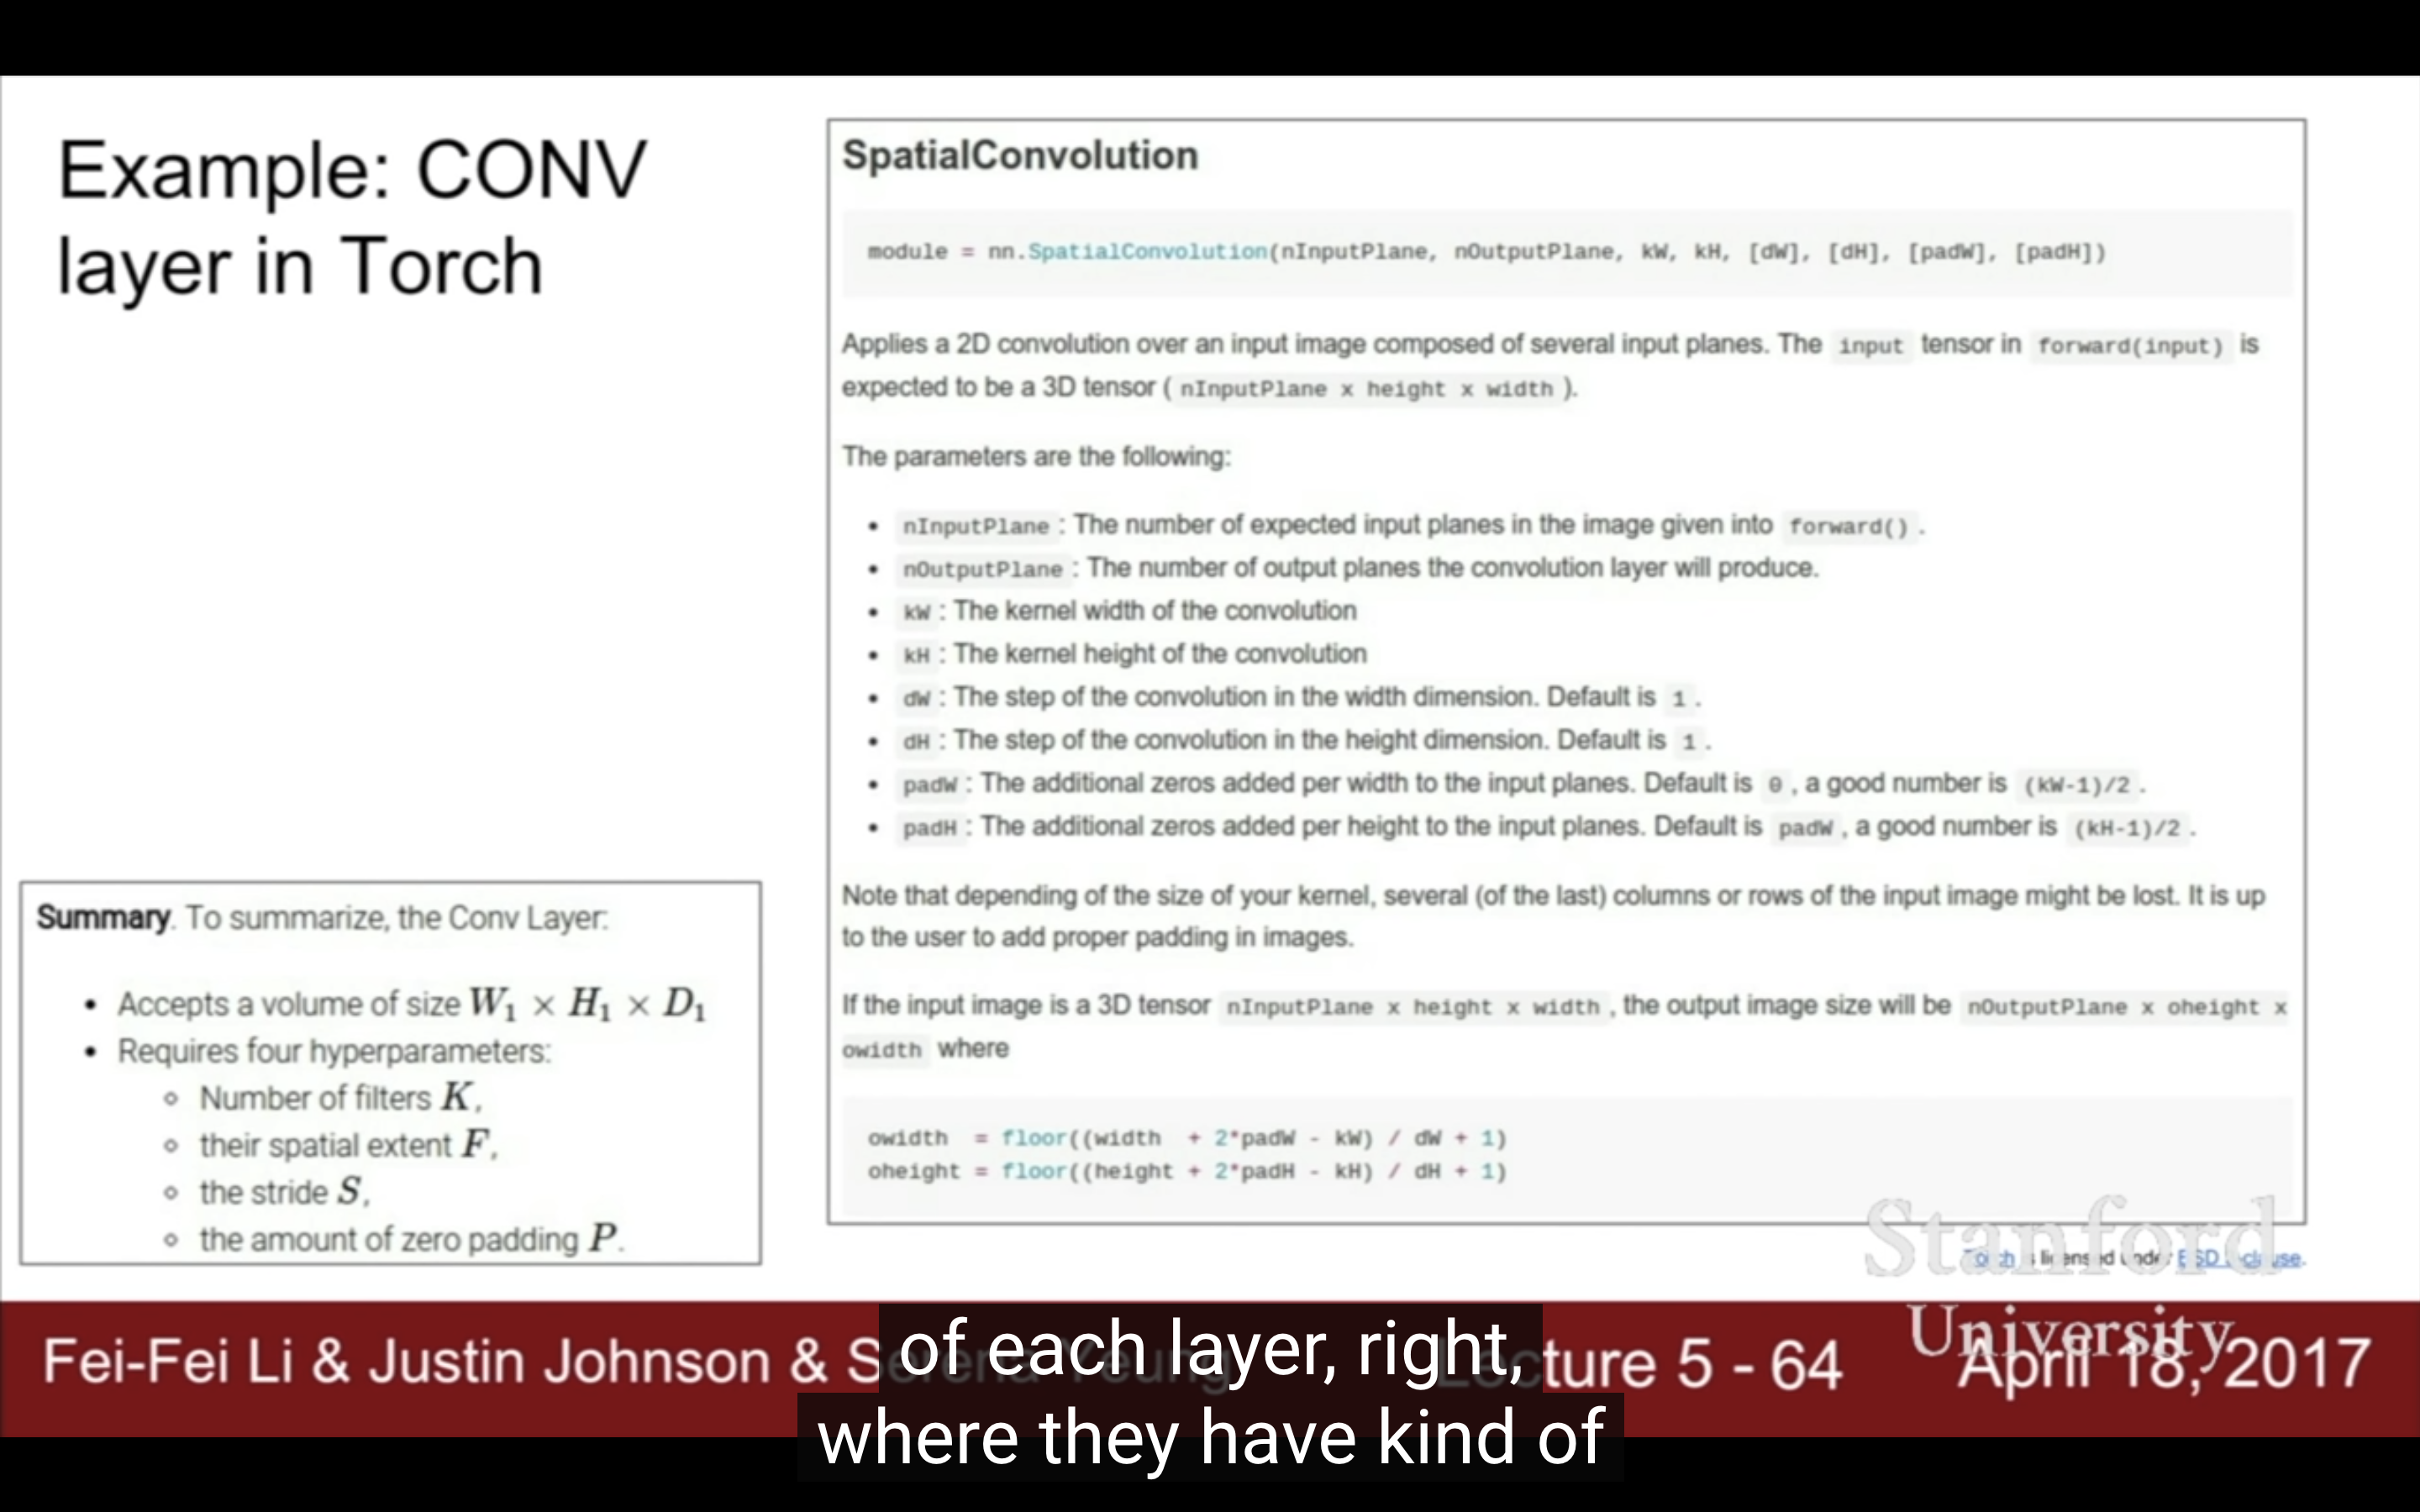 Example: CONV
layer in Torch
SpatialConvolution
module = nn.SpatialConvolution(nInputPlane, nOutputPlane, kW, kH, [dW], [dH], [padW], [padH])
Applies a 2D convolution over an input image composed of several input planes. The input tensor in forward(input) is
expected to be a 3D tensor ( nInputPlane x height x width ).
The parameters are the following:
• nInputPlane : The number of expected input planes in the image given into forward() .
• nOutputPlane : The number of output planes the convolution layer will produce.
• kW : The kernel width of the convolution
• kH : The kernel height of the convolution
• dW : The step of the convolution in the width dimension. Default is 1 .
• dH : The step of the convolution in the height dimension. Default is 1 .
• padW : The additional zeros added per width to the input planes. Default is 0 , a good number is (kW-1)/2 .
• padH : The additional zeros added per height to the input planes. Default is padW , a good number is (kH-1)/2 .
Note that depending of the size of your kernel, several (of the last) columns or rows of the input image might be lost. It is up
to the user to add proper padding in images.
If the input image is a 3D tensor nInputPlane x height x width , the output image size will be nOutputPlane x oheight x
owidth where
owidth = floor((width + 2*padW - kW) / dW + 1)
oheight = floor((height + 2*padH - kH) / dH + 1)
Summary. To summarize, the Conv Layer:
• Accepts a volume of size W₁ × H₁ × D₁
• Requires four hyperparameters:
◦ Number of filters K,
◦ their spatial extent F,
◦ the stride S,
◦ the amount of zero padding P.
Torch is licensed under
Stanford
University
Fei-Fei Li & Justin Johnson & Serena Yeung Lecture 5 - 64 April 18, 2017
of each layer, right,
where they have kind of